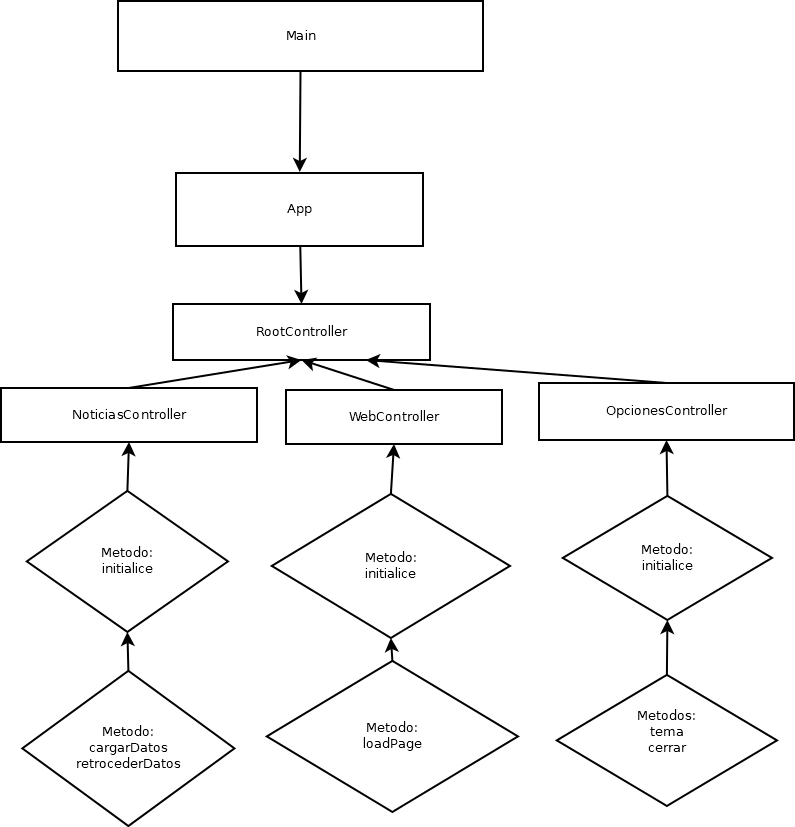 Main
App
RootController
NoticiasController
WebController
OpcionesController
Metodo:
initialice
Metodo:
initialice
Metodo:
initialice
Metodo:
cargarDatos
retrocederDatos
Metodo:
loadPage
Metodos:
tema
cerrar